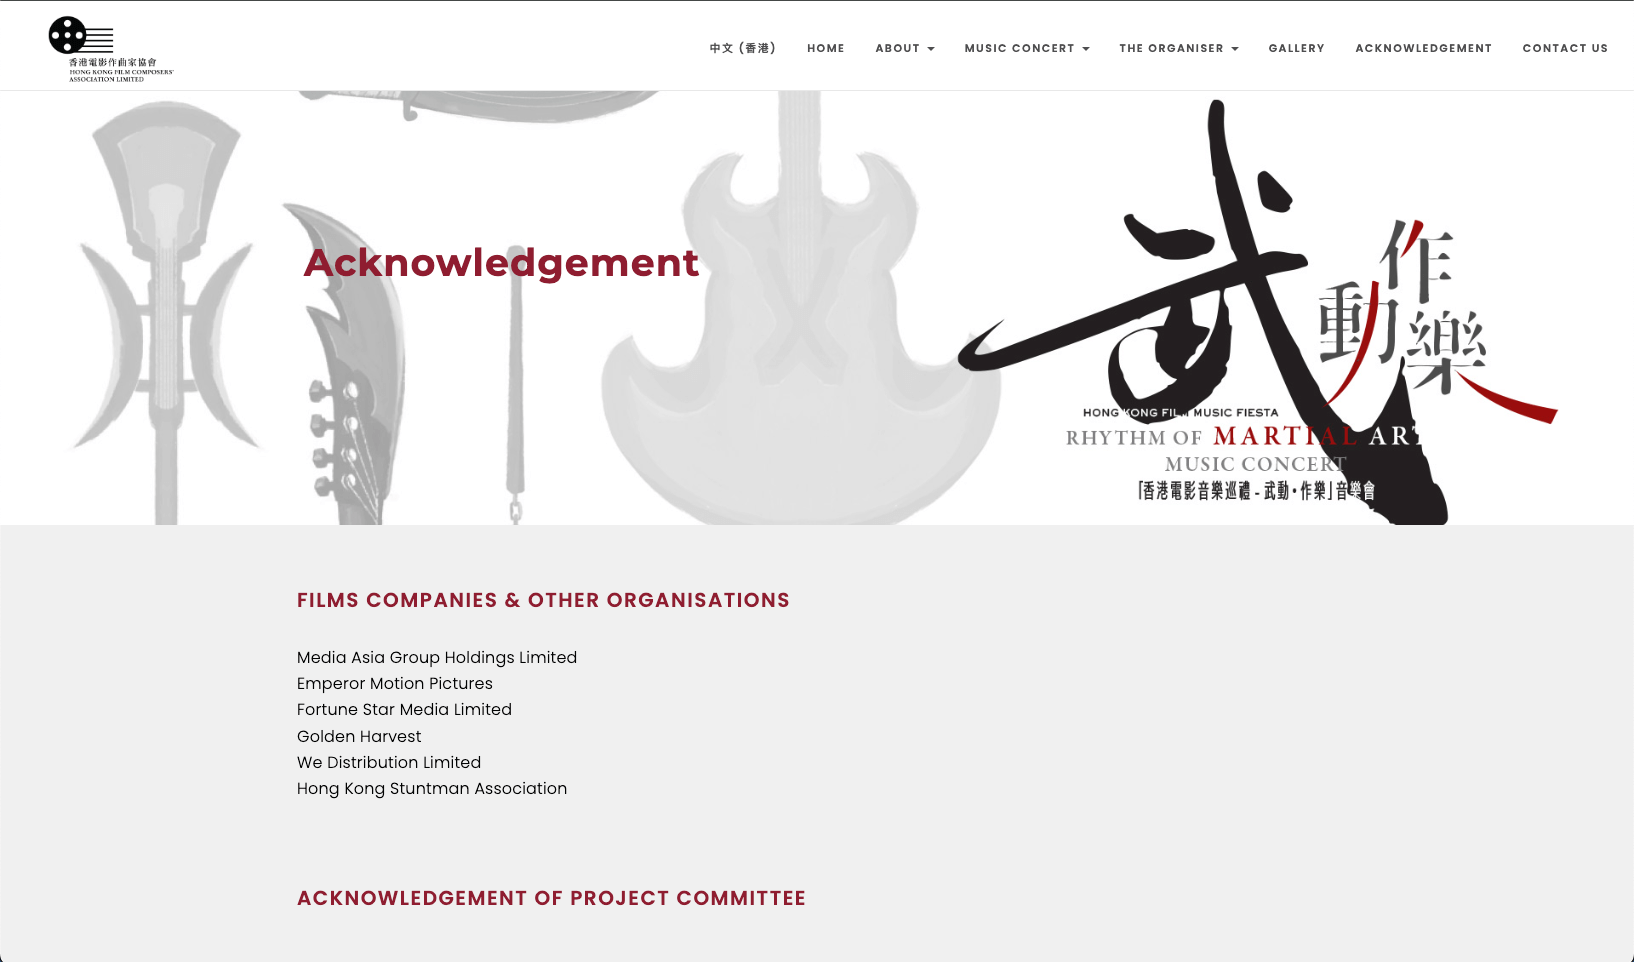 香港電影作曲家協會
HONG KONG FILM COMPOSERS'
ASSOCIATION LIMITED
中文 (香港)
HOME
ABOUT
MUSIC CONCERT
THE ORGANISER
GALLERY
ACKNOWLEDGEMENT
CONTACT US
Acknowledgement
武
動作
樂
HONG KONG FILM MUSIC FIESTA
RHYTHM OF MARTIAL ART
MUSIC CONCERT
「香港電影音樂巡禮 - 武動 • 作樂」音樂會
FILMS COMPANIES & OTHER ORGANISATIONS
Media Asia Group Holdings Limited
Emperor Motion Pictures
Fortune Star Media Limited
Golden Harvest
We Distribution Limited
Hong Kong Stuntman Association
ACKNOWLEDGEMENT OF PROJECT COMMITTEE